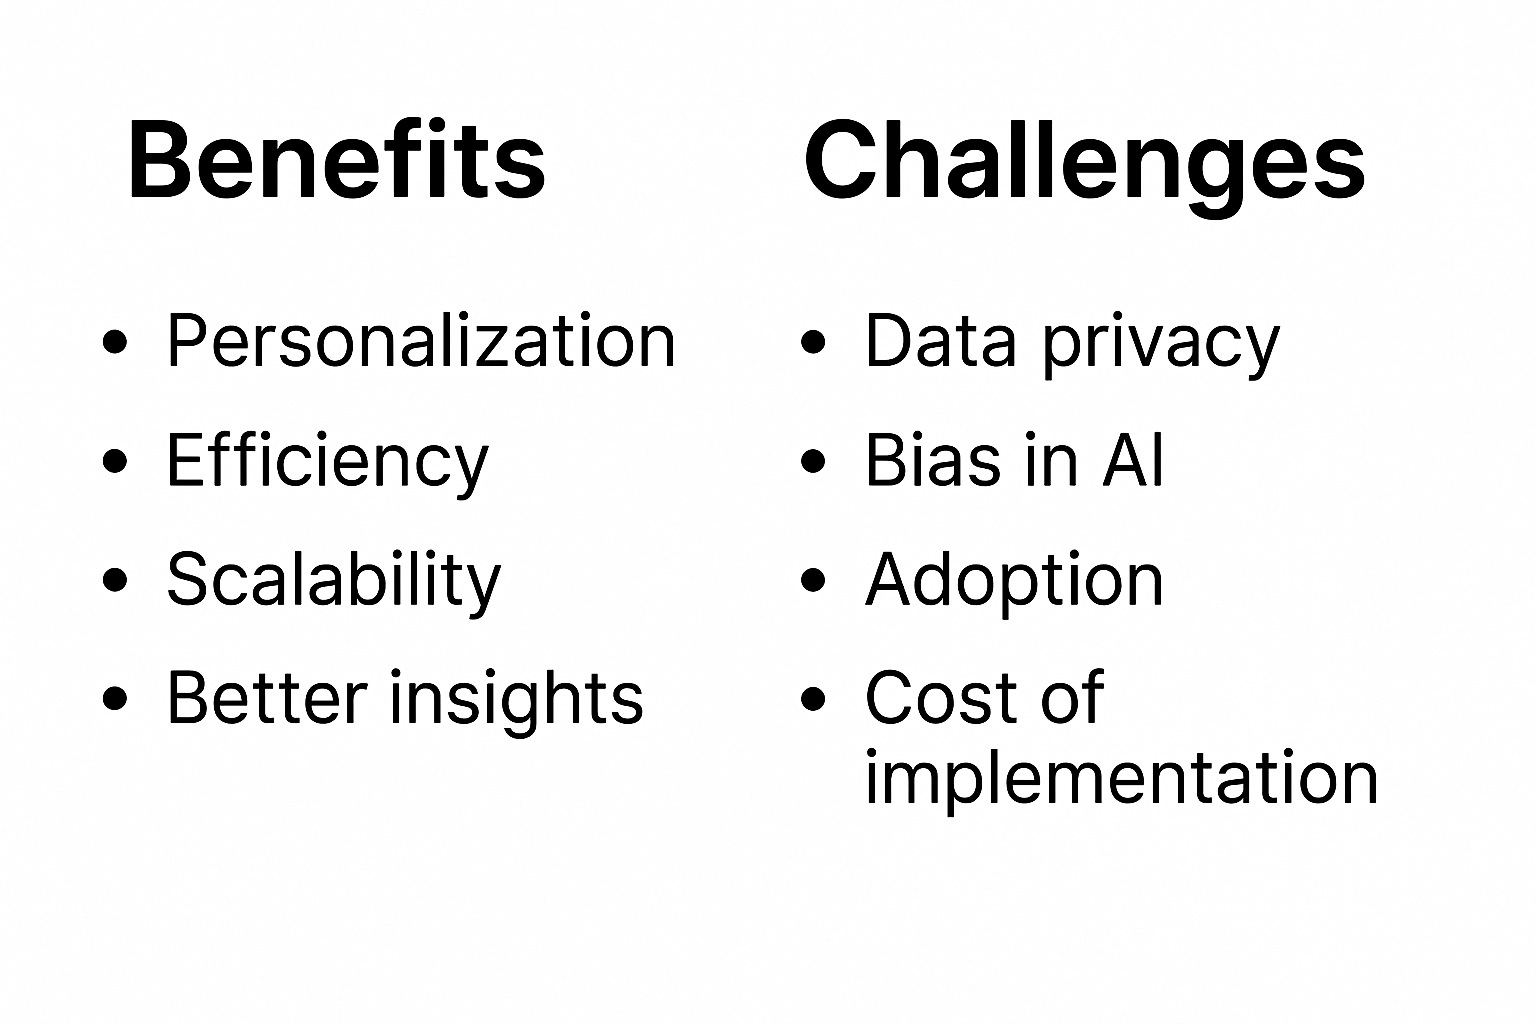 Benefits
• Personalization
• Efficiency
• Scalability
• Better insights
Challenges
• Data privacy
• Bias in AI
• Adoption
• Cost of
implementation